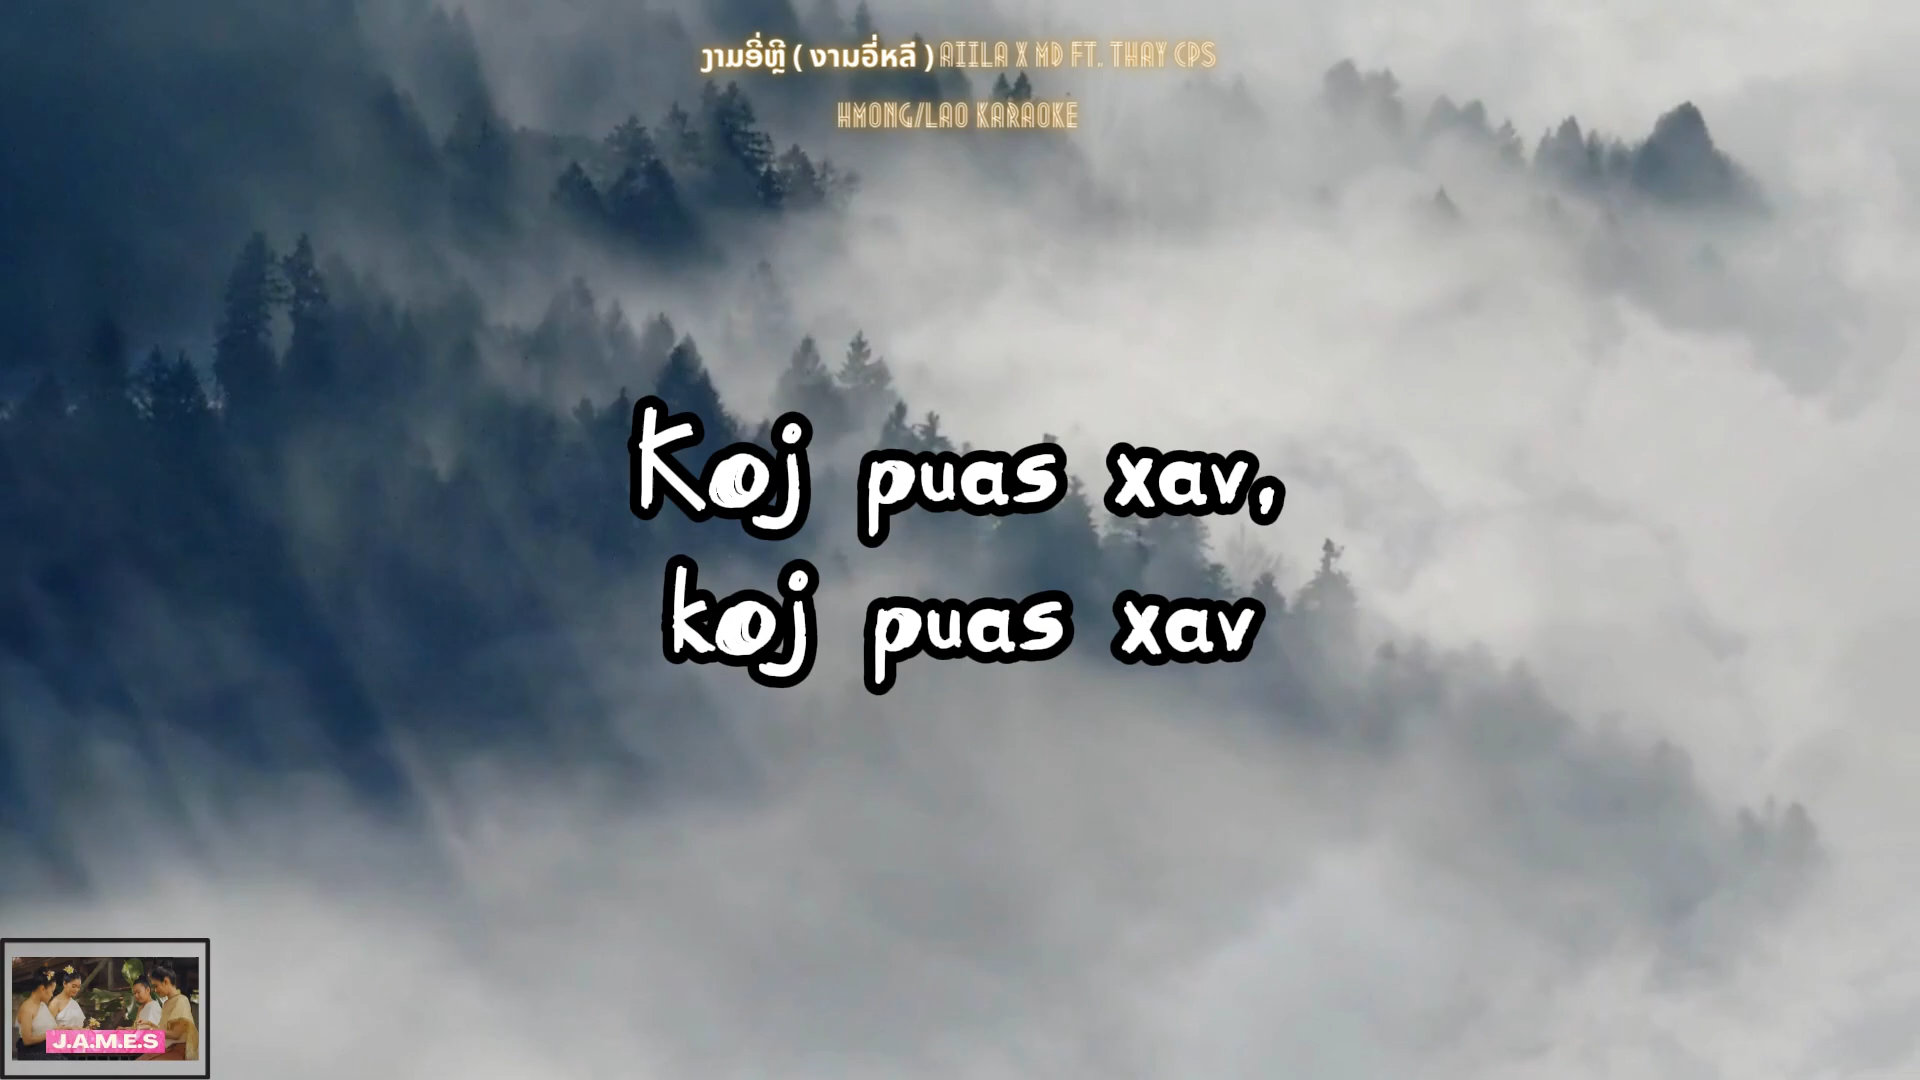 ງາມອີ່ຫຼີ ( งามอี่หลี ) AIILA X MD FT. THAY CPS
HMONG/LAO KARAOKE
Koj puas xav,
koj puas xav
J.A.M.E.S